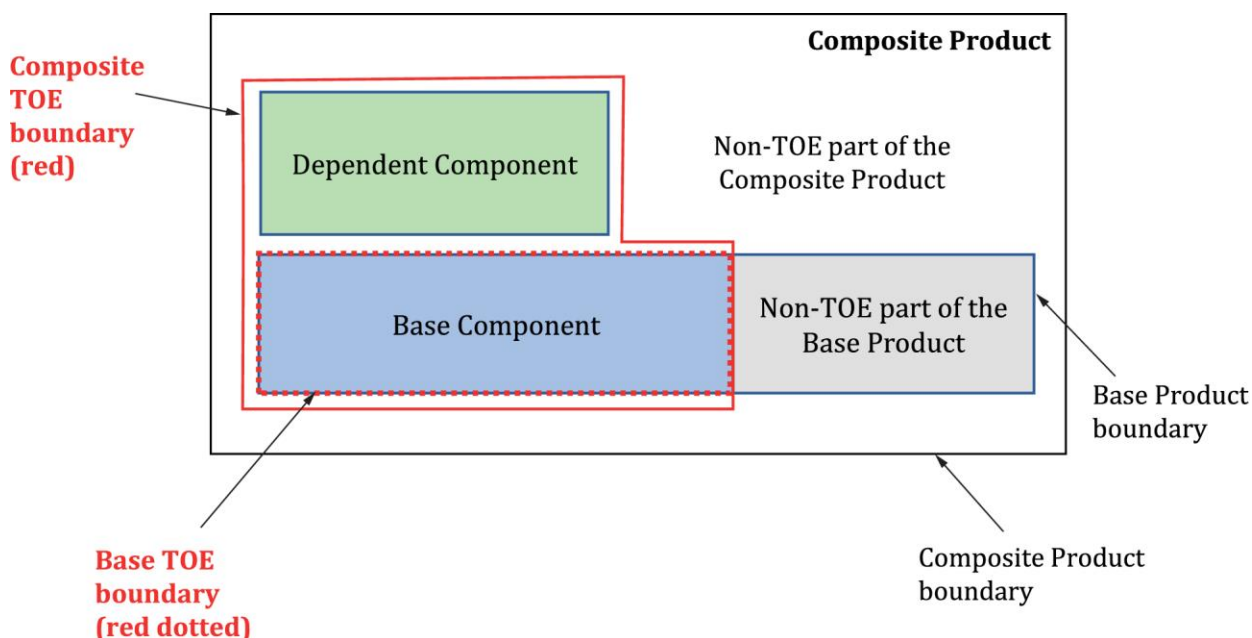 Composite Product
Composite
TOE
boundary
(red)
Dependent Component
Non-TOE part of the
Composite Product
Base Component
Non-TOE part of the
Base Product
Base Product
boundary
Composite Product
boundary
Base TOE
boundary
(red dotted)